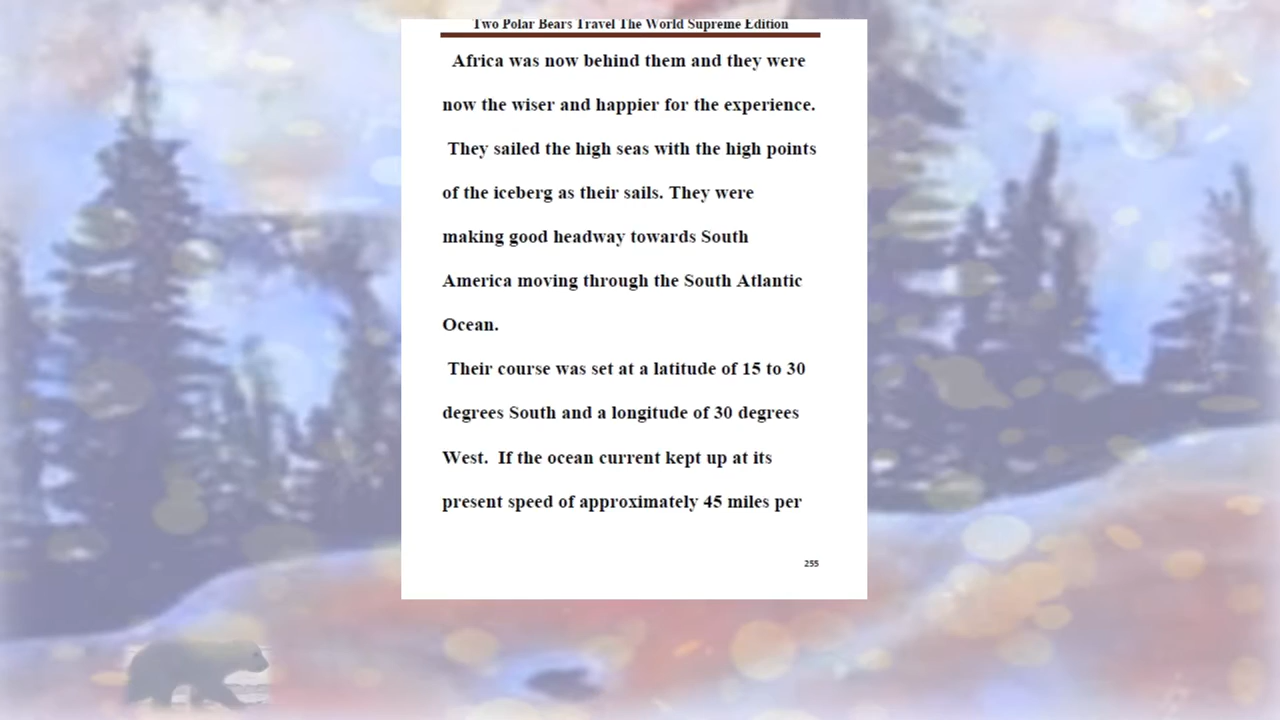 Two Polar Bears Travel The World Supreme Edition
Africa was now behind them and they were
now the wiser and happier for the experience.
They sailed the high seas with the high points
of the iceberg as their sails. They were
making good headway towards South
America moving through the South Atlantic
Ocean.
Their course was set at a latitude of 15 to 30
degrees South and a longitude of 30 degrees
West.  If the ocean current kept up at its
present speed of approximately 45 miles per
255